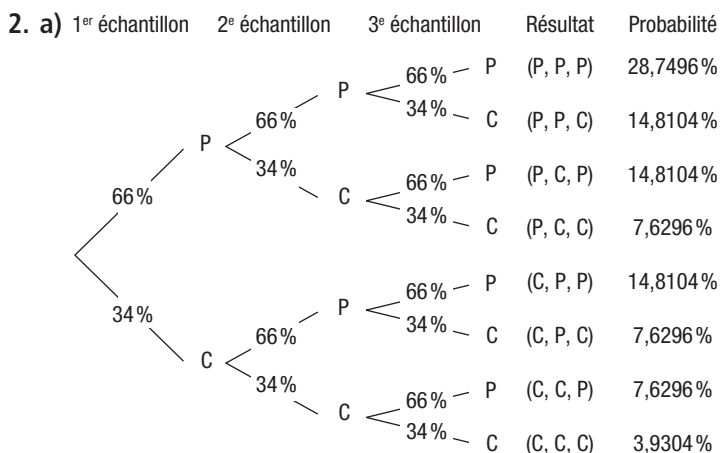 2. a) 1er échantillon 2e échantillon 3e échantillon Résultat Probabilité
66 % P (P, P, P) 28,7496 %
P
34 %
66 % C (P, P, C) 14,8104 %
P
34 % 66 % P (P, C, P) 14,8104 %
66 % C
34 % C (P, C, C) 7,6296 %
66 % P (C, P, P) 14,8104 %
34 % P
66 % 34 % C (C, P, C) 7,6296 %
C
34 % 66 % P (C, C, P) 7,6296 %
C
34 % C (C, C, C) 3,9304 %